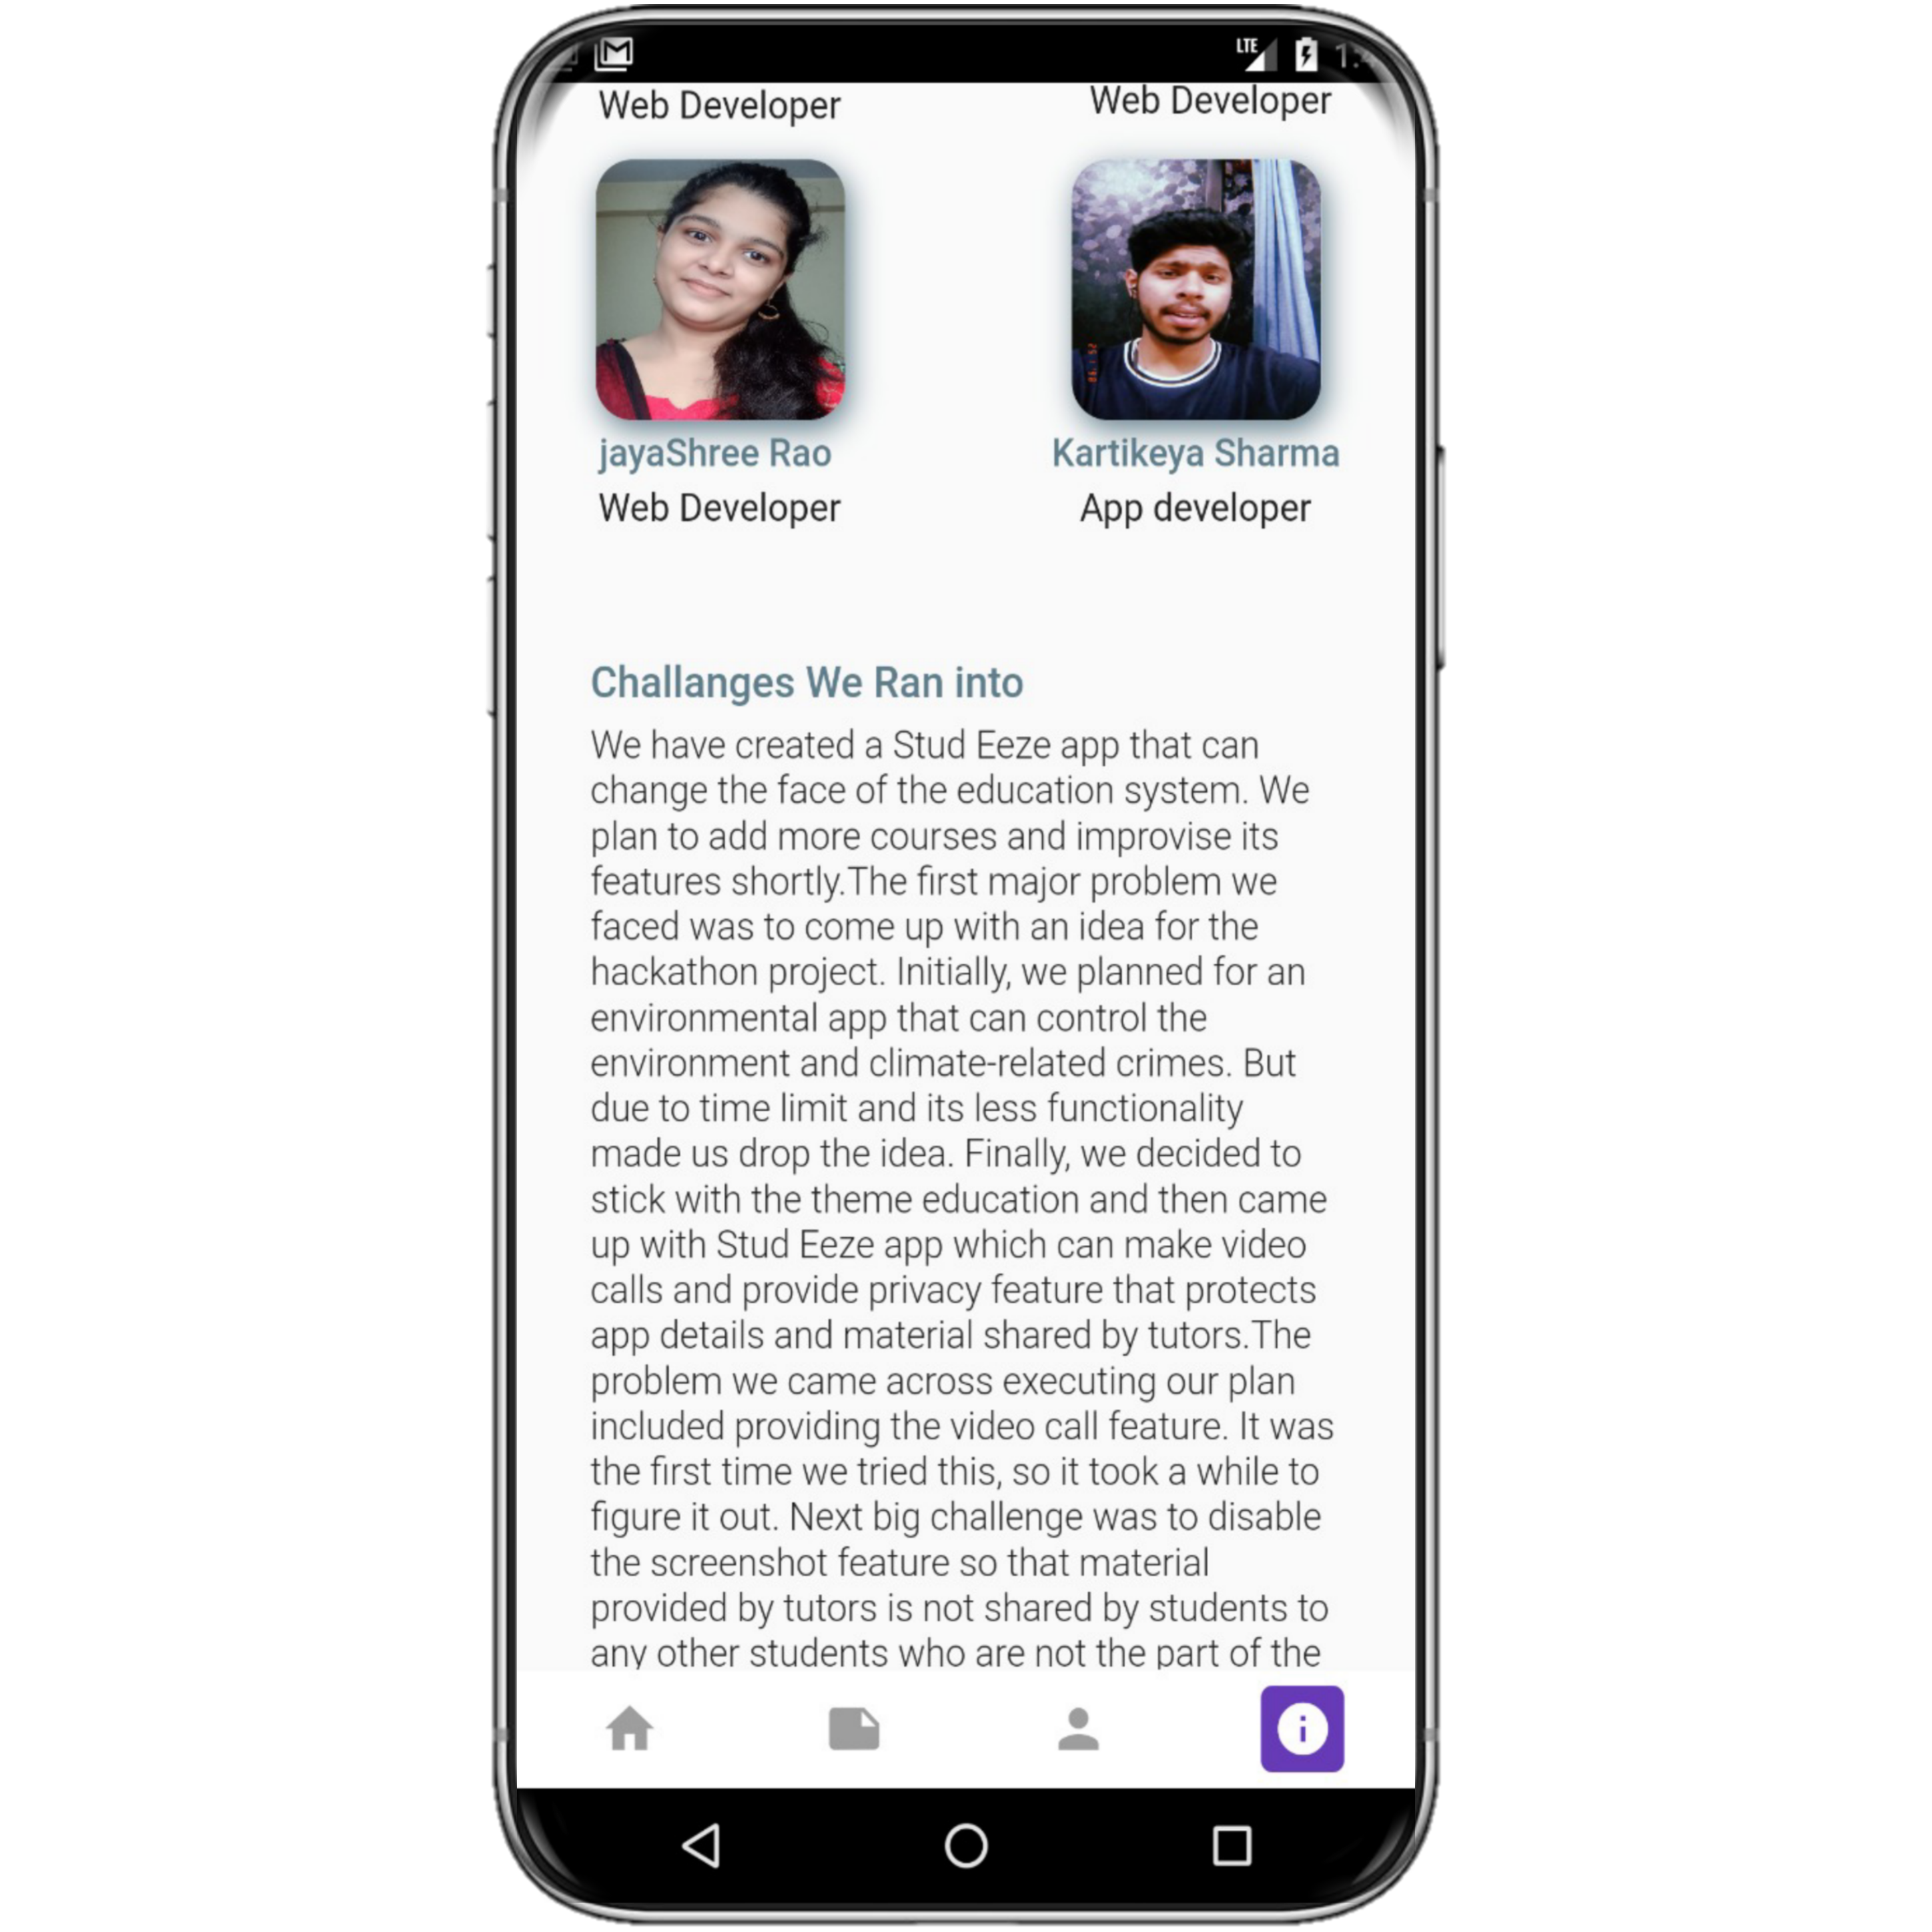 LTE
Web Developer Web Developer
jayaShree Rao Kartikeya Sharma
Web Developer App developer
Challanges We Ran into
We have created a Stud Eeze app that can
change the face of the education system. We
plan to add more courses and improvise its
features shortly.The first major problem we
faced was to come up with an idea for the
hackathon project. Initially, we planned for an
environmental app that can control the
environment and climate-related crimes. But
due to time limit and its less functionality
made us drop the idea. Finally, we decided to
stick with the theme education and then came
up with Stud Eeze app which can make video
calls and provide privacy feature that protects
app details and material shared by tutors.The
problem we came across executing our plan
included providing the video call feature. It was
the first time we tried this, so it took a while to
figure it out. Next big challenge was to disable
the screenshot feature so that material
provided by tutors is not shared by students to
any other students who are not the part of the